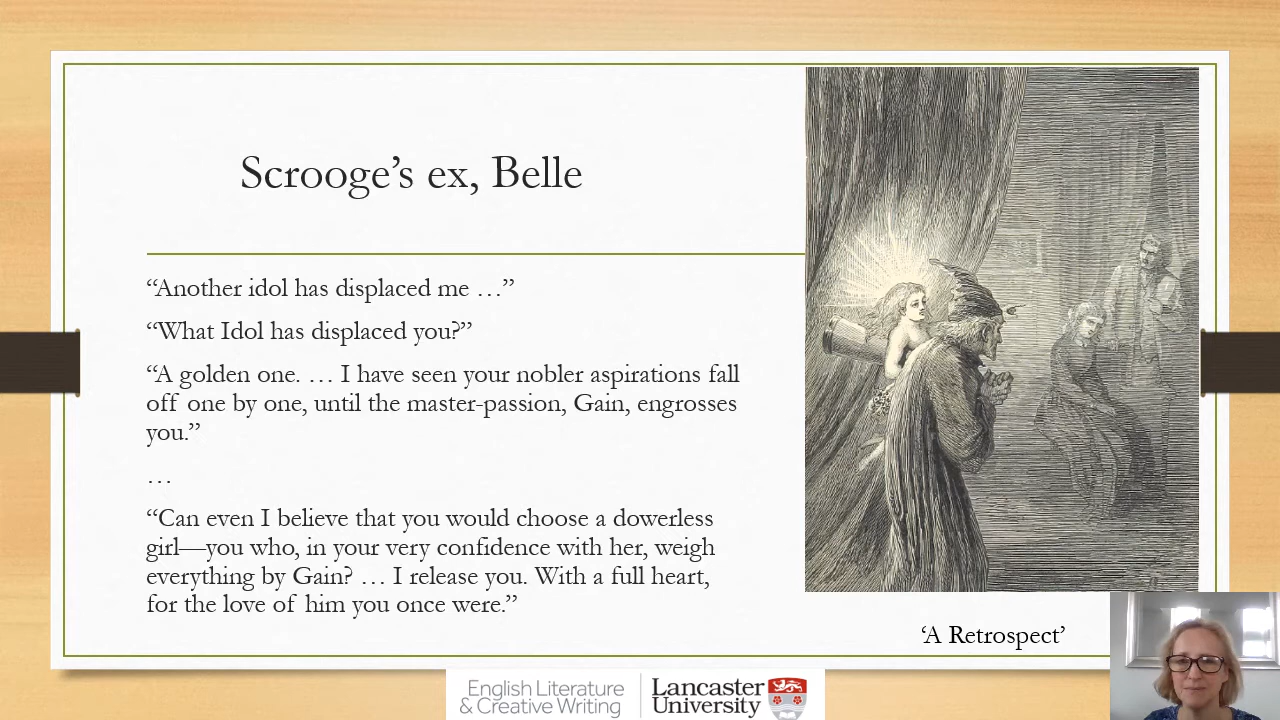 Scrooge’s ex, Belle
“Another idol has displaced me …”
“What Idol has displaced you?”
“A golden one. … I have seen your nobler aspirations fall
off one by one, until the master-passion, Gain, engrosses
you.”
…
“Can even I believe that you would choose a dowerless
girl—you who, in your very confidence with her, weigh
everything by Gain? … I release you. With a full heart,
for the love of him you once were.”
‘A Retrospect’
English Literature
& Creative Writing
Lancaster
University